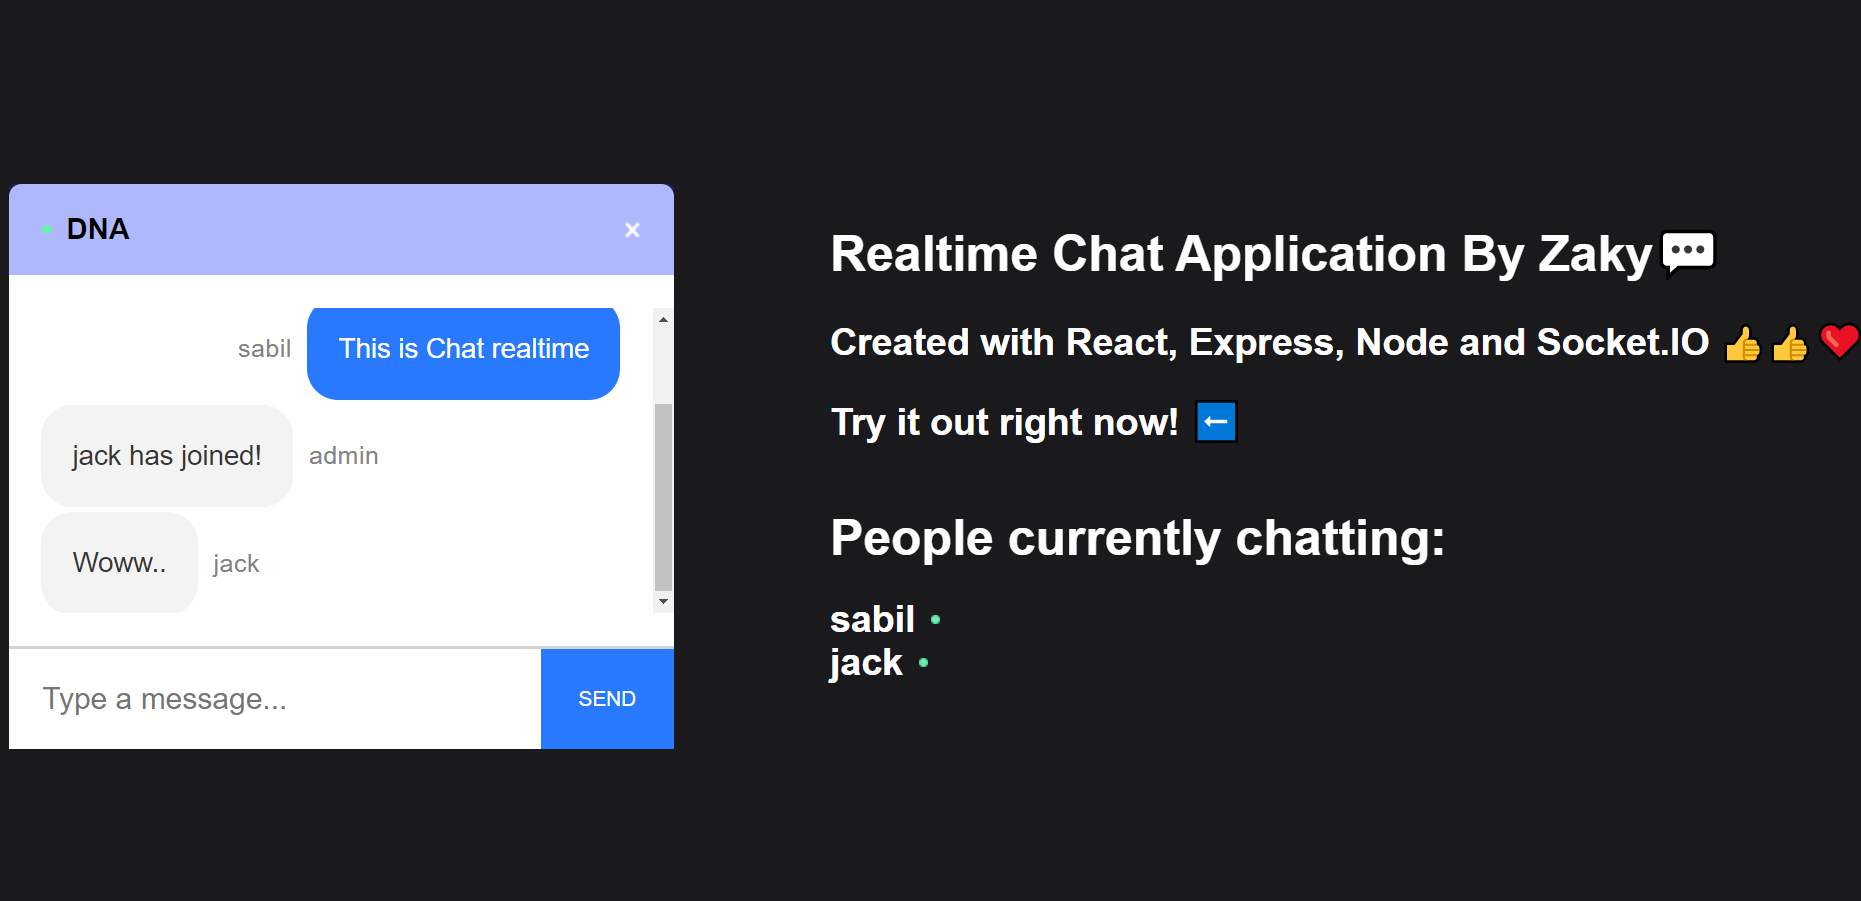 DNA
×
sabil This is Chat realtime
jack has joined! admin
Woww.. jack
Type a message...
SEND
Realtime Chat Application By Zaky 💬
Created with React, Express, Node and Socket.IO 👍👍❤️
Try it out right now! ⬅️
People currently chatting:
sabil
jack